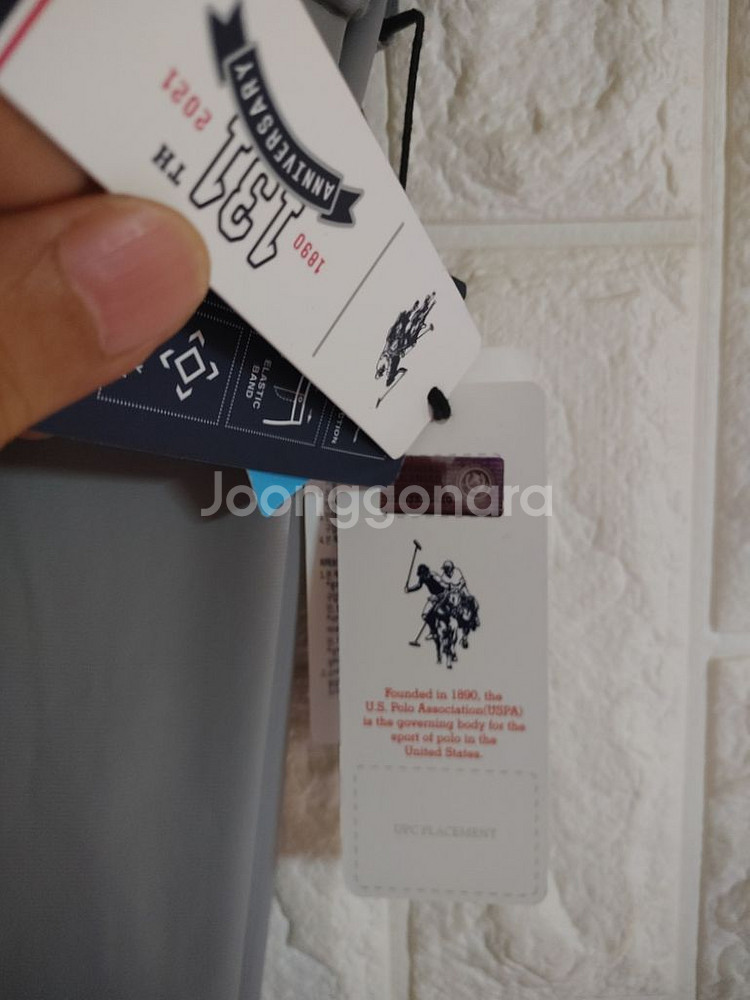 ANNIVERSARY
131
TH
1890
2021
ELASTIC
BAND
Joonggonara
Founded in 1890, the
U.S. Polo Association(USPA)
is the governing body for the
sport of polo in the
United States.
UPC PLACEMENT